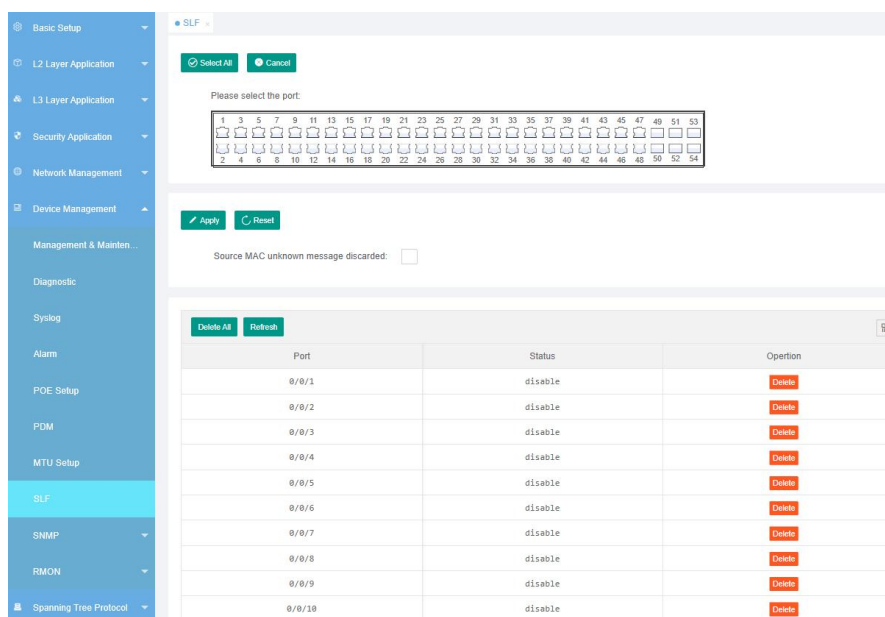 Basic Setup
L2 Layer Application
L3 Layer Application
Security Application
Network Management
Device Management
Management & Mainten...
Diagnostic
Syslog
Alarm
POE Setup
PDM
MTU Setup
SLF
SNMP
RMON
Spanning Tree Protocol
SLF
Select All Cancel
Please select the port:
1 3 5 7 9 11 13 15 17 19 21 23 25 27 29 31 33 35 37 39 41 43 45 47 49 51 53
2 4 6 8 10 12 14 16 18 20 22 24 26 28 30 32 34 36 38 40 42 44 46 48 50 52 54
Apply Reset
Source MAC unknown message discarded:
Delete All Refresh
Port Status Opertion
0/0/1 disable Delete
0/0/2 disable Delete
0/0/3 disable Delete
0/0/4 disable Delete
0/0/5 disable Delete
0/0/6 disable Delete
0/0/7 disable Delete
0/0/8 disable Delete
0/0/9 disable Delete
0/0/10 disable Delete